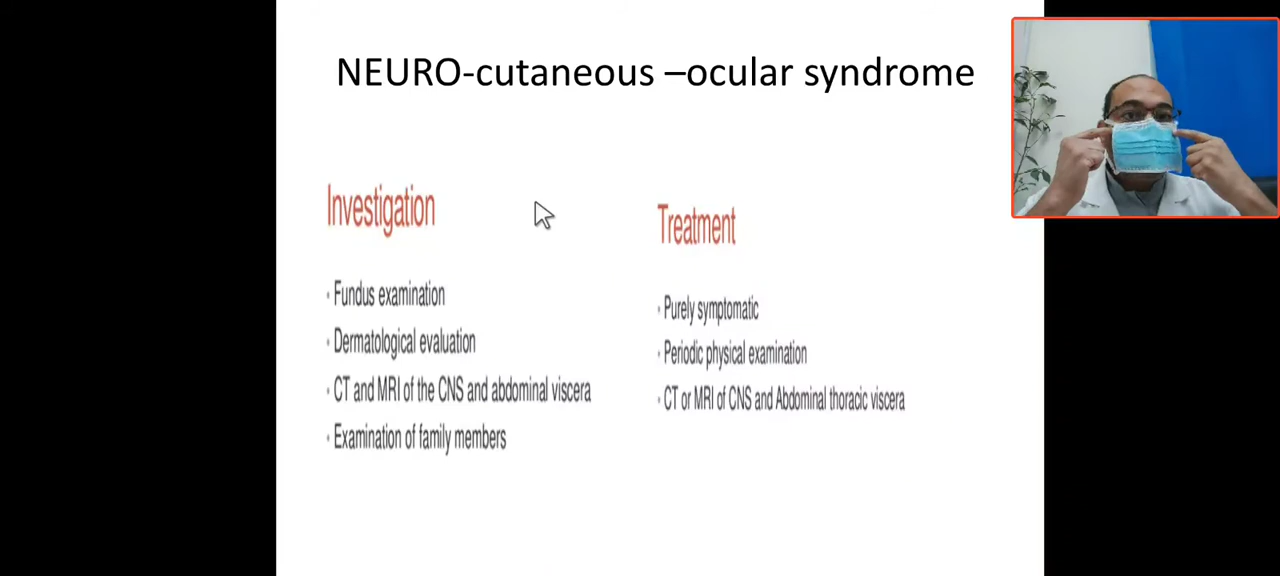 NEURO-cutaneous –ocular syndrome
Investigation
· Fundus examination
· Dermatological evaluation
· CT and MRI of the CNS and abdominal viscera
· Examination of family members
Treatment
· Purely symptomatic
· Periodic physical examination
· CT or MRI of CNS and Abdominal thoracic viscera